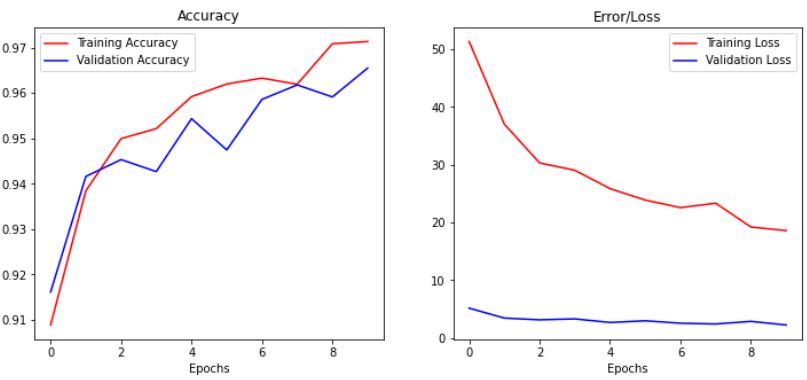 Accuracy
Training Accuracy
Validation Accuracy
0.97
0.96
0.95
0.94
0.93
0.92
0.91
0 2 4 6 8
Epochs
Error/Loss
Training Loss
Validation Loss
50
40
30
20
10
0
0 2 4 6 8
Epochs